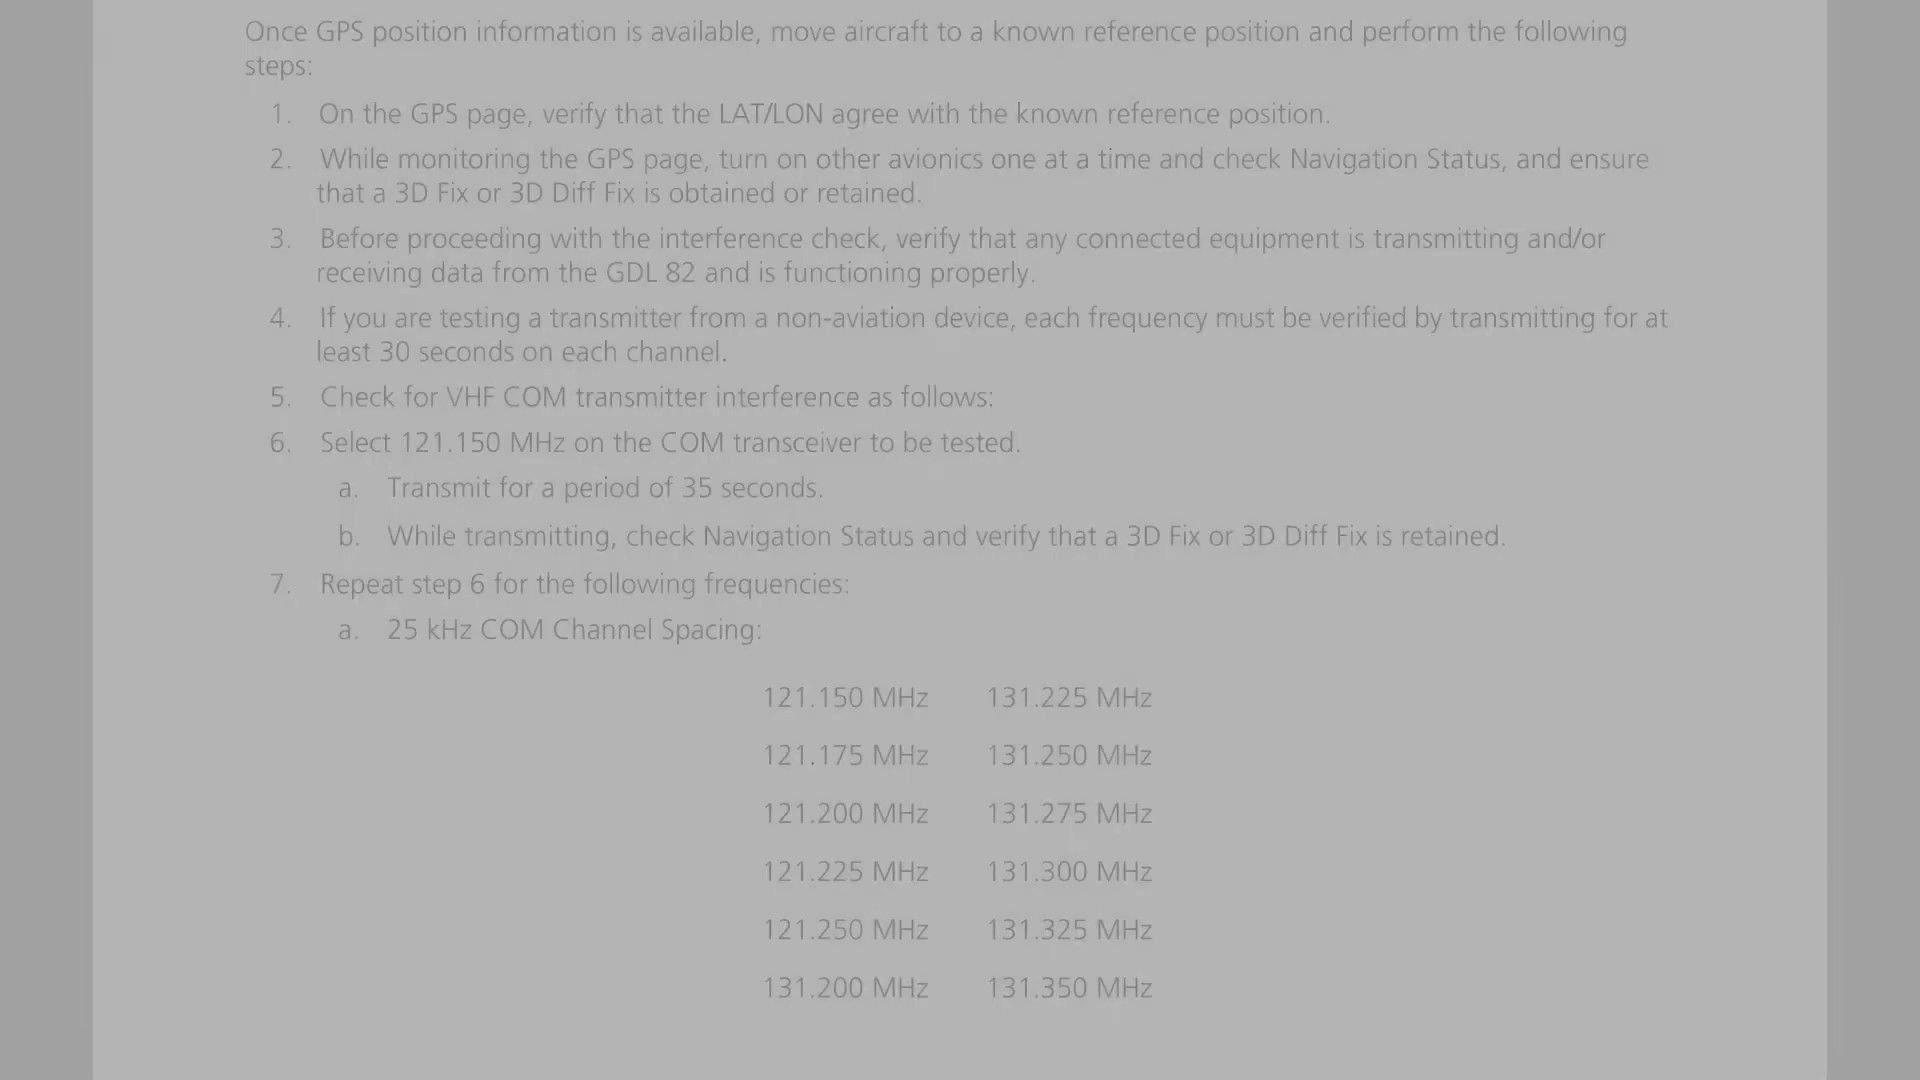 Once GPS position information is available, move aircraft to a known reference position and perform the following
steps:
1. On the GPS page, verify that the LAT/LON agree with the known reference position.
2. While monitoring the GPS page, turn on other avionics one at a time and check Navigation Status, and ensure
that a 3D Fix or 3D Diff Fix is obtained or retained.
3. Before proceeding with the interference check, verify that any connected equipment is transmitting and/or
receiving data from the GDL 82 and is functioning properly.
4. If you are testing a transmitter from a non-aviation device, each frequency must be verified by transmitting for at
least 30 seconds on each channel.
5. Check for VHF COM transmitter interference as follows:
6. Select 121.150 MHz on the COM transceiver to be tested.
a. Transmit for a period of 35 seconds.
b. While transmitting, check Navigation Status and verify that a 3D Fix or 3D Diff Fix is retained.
7. Repeat step 6 for the following frequencies:
a. 25 kHz COM Channel Spacing:
121.150 MHz 131.225 MHz
121.175 MHz 131.250 MHz
121.200 MHz 131.275 MHz
121.225 MHz 131.300 MHz
121.250 MHz 131.325 MHz
131.200 MHz 131.350 MHz